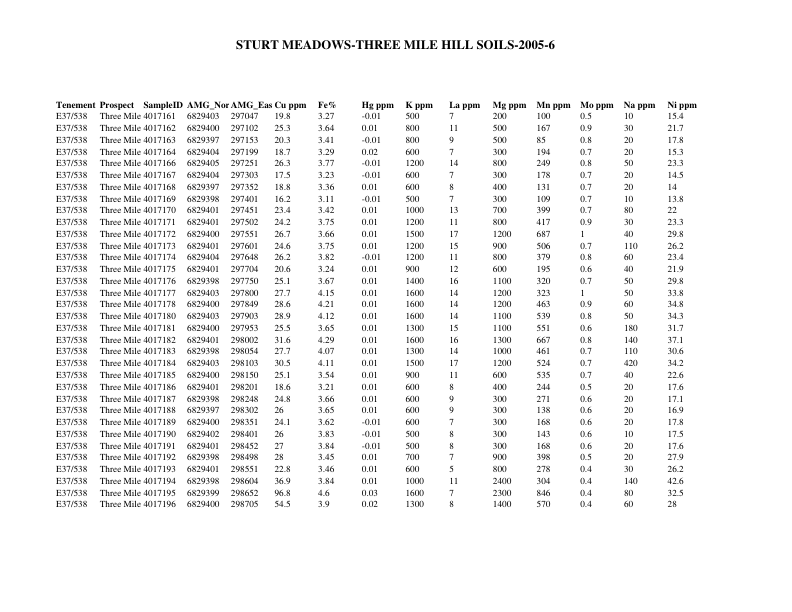 STURT MEADOWS-THREE MILE HILL SOILS-2005-6
Tenement Prospect SampleID AMG_Nor AMG_Eas Cu ppm Fe% Hg ppm K ppm La ppm Mg ppm Mn ppm Mo ppm Na ppm Ni ppm
E37/538 Three Mile 4017161 6829403 297047 19.8 3.27 -0.01 500 7 200 100 0.5 10 15.4
E37/538 Three Mile 4017162 6829400 297102 25.3 3.64 0.01 800 11 500 167 0.9 30 21.7
E37/538 Three Mile 4017163 6829397 297153 20.3 3.41 -0.01 800 9 500 85 0.8 20 17.8
E37/538 Three Mile 4017164 6829404 297199 18.7 3.29 0.02 600 7 300 194 0.7 20 15.3
E37/538 Three Mile 4017166 6829405 297251 26.3 3.77 -0.01 1200 14 800 249 0.8 50 23.3
E37/538 Three Mile 4017167 6829404 297303 17.5 3.23 -0.01 600 7 300 178 0.7 20 14.5
E37/538 Three Mile 4017168 6829397 297352 18.8 3.36 0.01 600 8 400 131 0.7 20 14
E37/538 Three Mile 4017169 6829398 297401 16.2 3.11 -0.01 500 7 300 109 0.7 10 13.8
E37/538 Three Mile 4017170 6829401 297451 23.4 3.42 0.01 1000 13 700 399 0.7 80 22
E37/538 Three Mile 4017171 6829401 297502 24.2 3.75 0.01 1200 11 800 417 0.9 30 23.3
E37/538 Three Mile 4017172 6829400 297551 26.7 3.66 0.01 1500 17 1200 687 1 40 29.8
E37/538 Three Mile 4017173 6829401 297601 24.6 3.75 0.01 1200 15 900 506 0.7 110 26.2
E37/538 Three Mile 4017174 6829404 297648 26.2 3.82 -0.01 1200 11 800 379 0.8 60 23.4
E37/538 Three Mile 4017175 6829401 297704 20.6 3.24 0.01 900 12 600 195 0.6 40 21.9
E37/538 Three Mile 4017176 6829398 297750 25.1 3.67 0.01 1400 16 1100 320 0.7 50 29.8
E37/538 Three Mile 4017177 6829403 297800 27.7 4.15 0.01 1600 14 1200 323 1 50 33.8
E37/538 Three Mile 4017178 6829400 297849 28.6 4.21 0.01 1600 14 1200 463 0.9 60 34.8
E37/538 Three Mile 4017180 6829403 297903 28.9 4.12 0.01 1600 14 1100 539 0.8 50 34.3
E37/538 Three Mile 4017181 6829400 297953 25.5 3.65 0.01 1300 15 1100 551 0.6 180 31.7
E37/538 Three Mile 4017182 6829401 298002 31.6 4.29 0.01 1600 16 1300 667 0.8 140 37.1
E37/538 Three Mile 4017183 6829398 298054 27.7 4.07 0.01 1300 14 1000 461 0.7 110 30.6
E37/538 Three Mile 4017184 6829403 298103 30.5 4.11 0.01 1500 17 1200 524 0.7 420 34.2
E37/538 Three Mile 4017185 6829400 298150 25.1 3.54 0.01 900 11 600 535 0.7 40 22.6
E37/538 Three Mile 4017186 6829401 298201 18.6 3.21 0.01 600 8 400 244 0.5 20 17.6
E37/538 Three Mile 4017187 6829398 298248 24.8 3.66 0.01 600 9 300 271 0.6 20 17.1
E37/538 Three Mile 4017188 6829397 298302 26 3.65 0.01 600 9 300 138 0.6 20 16.9
E37/538 Three Mile 4017189 6829400 298351 24.1 3.62 -0.01 600 7 300 168 0.6 20 17.8
E37/538 Three Mile 4017190 6829402 298401 26 3.83 -0.01 500 8 300 143 0.6 10 17.5
E37/538 Three Mile 4017191 6829401 298452 27 3.84 -0.01 500 8 300 168 0.6 20 17.6
E37/538 Three Mile 4017192 6829398 298498 28 3.45 0.01 700 7 900 398 0.5 20 27.9
E37/538 Three Mile 4017193 6829401 298551 22.8 3.46 0.01 600 5 800 278 0.4 30 26.2
E37/538 Three Mile 4017194 6829398 298604 36.9 3.84 0.01 1000 11 2400 304 0.4 140 42.6
E37/538 Three Mile 4017195 6829399 298652 96.8 4.6 0.03 1600 7 2300 846 0.4 80 32.5
E37/538 Three Mile 4017196 6829400 298705 54.5 3.9 0.02 1300 8 1400 570 0.4 60 28